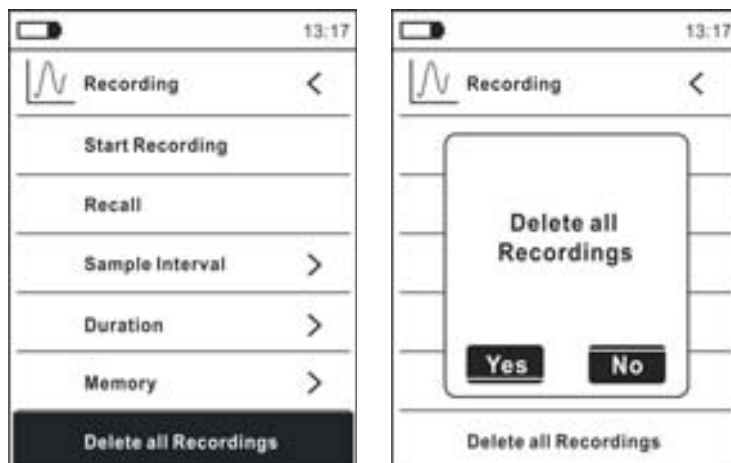 13:17
Recording
Start Recording
Recall
Sample Interval
Duration
Memory
Delete all Recordings
13:17
Recording
Delete all
Recordings
Yes No
Delete all Recordings